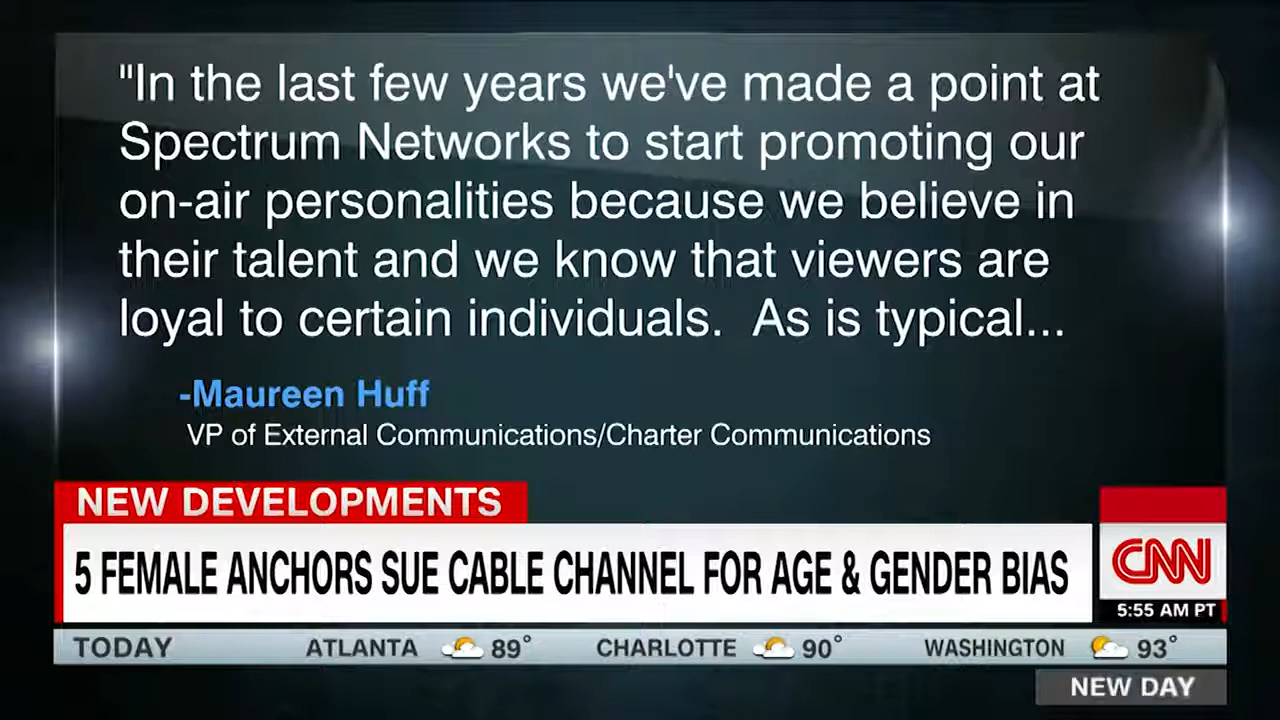 "In the last few years we've made a point at
Spectrum Networks to start promoting our
on-air personalities because we believe in
their talent and we know that viewers are
loyal to certain individuals.  As is typical...
-Maureen Huff
VP of External Communications/Charter Communications
NEW DEVELOPMENTS
5 FEMALE ANCHORS SUE CABLE CHANNEL FOR AGE & GENDER BIAS
CNN
5:55 AM PT
TODAY ATLANTA 89° CHARLOTTE 90° WASHINGTON 93°
NEW DAY